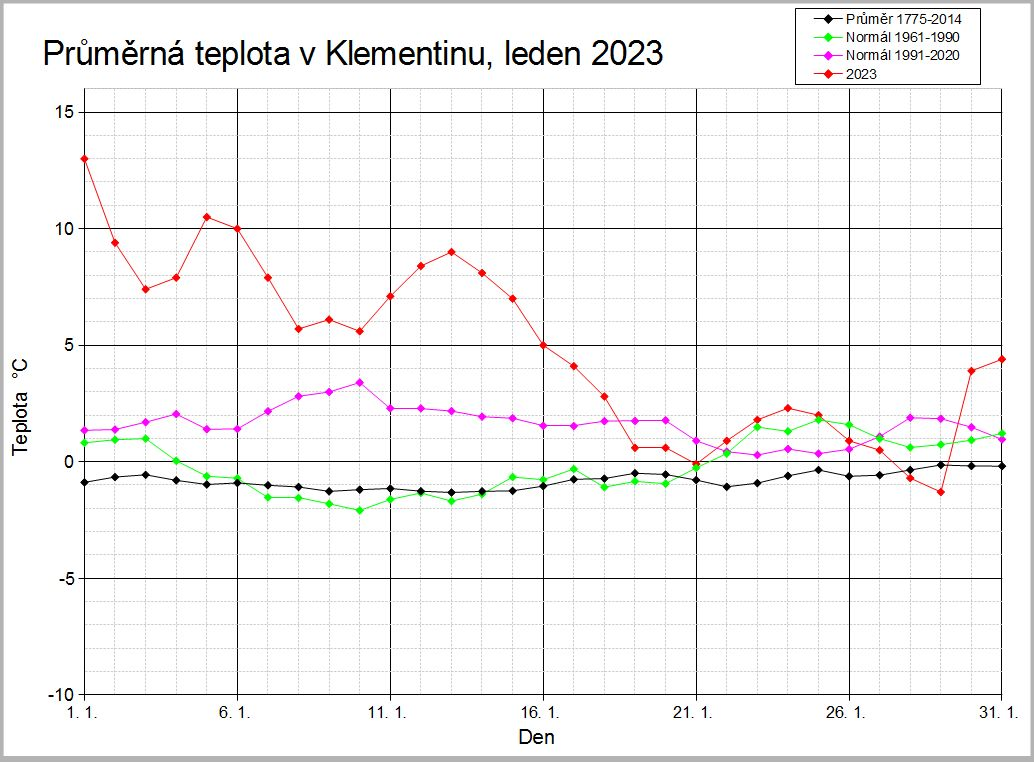 Průměrná teplota v Klementinu, leden 2023
Průměr 1775-2014
Normál 1961-1990
Normál 1991-2020
2023
15
10
5
0
-5
-10
Teplota °C
1. 1.
6. 1.
11. 1.
16. 1.
21. 1.
26. 1.
31. 1.
Den